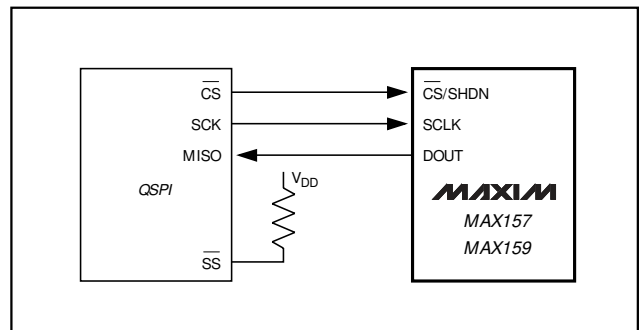 CS
CS/SHDN
SCK
SCLK
MISO
DOUT
VDD
QSPI
MAXIM
MAX157
MAX159
SS